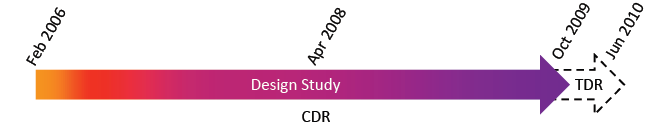 Feb 2006
Apr 2008
Oct 2009
Jun 2010
Design Study
TDR
CDR